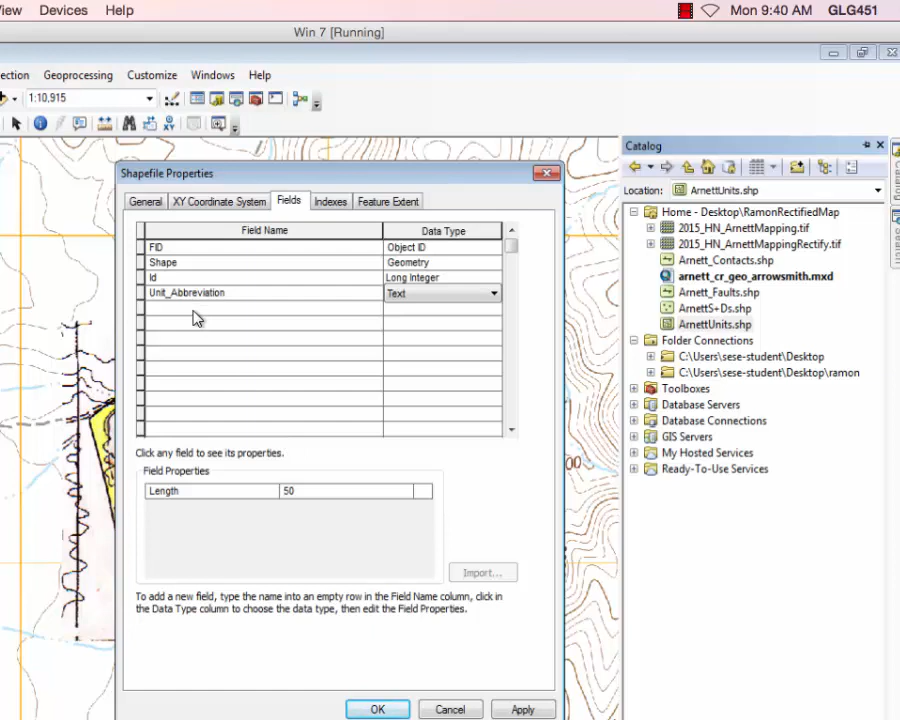 View Devices Help Mon 9:40 AM GLG451
Win 7 [Running]
ection Geoprocessing Customize Windows Help
1:10,915
Catalog
Shapefile Properties
Location: ArnettUnits.shp
General XY Coordinate System Fields Indexes Feature Extent
Home - Desktop\RamonRectifiedMap
2015_HN_ArnettMapping.tif
2015_HN_ArnettMappingRectify.tif
Arnett_Contacts.shp
arnett_cr_geo_arrowsmith.mxd
Arnett_Faults.shp
ArnettS+Ds.shp
ArnettUnits.shp
Folder Connections
C:\Users\sese-student\Desktop
C:\Users\sese-student\ramon
Toolboxes
Database Servers
Database Connections
GIS Servers
My Hosted Services
Ready-To-Use Services
Field Name Data Type
FID Object ID
Shape Geometry
Id Long Integer
Unit_Abbreviation Text
Click any field to see its properties.
Field Properties
Length 50
Import...
To add a new field, type the name into an empty row in the Field Name column, click in
the Data Type column to choose the data type, then edit the Field Properties.
OK Cancel Apply